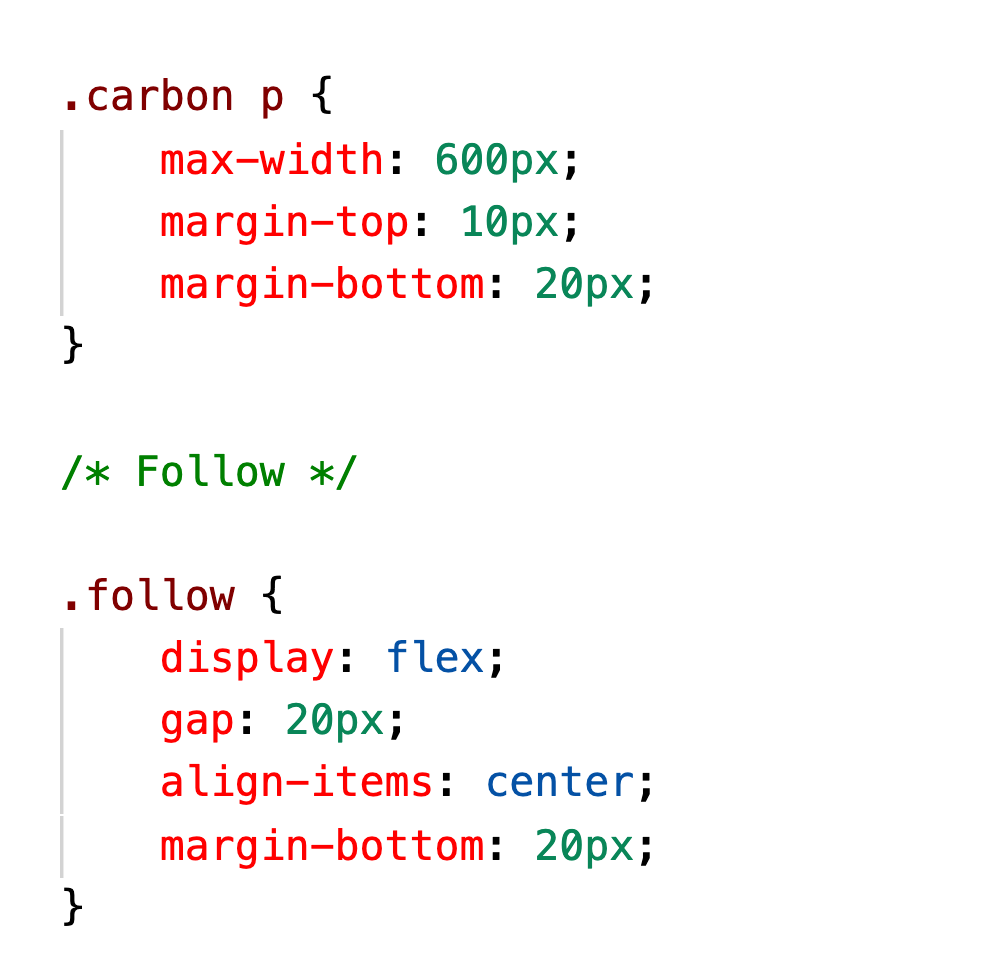 .carbon p {
    max-width: 600px;
    margin-top: 10px;
    margin-bottom: 20px;
}

/* Follow */

.follow {
    display: flex;
    gap: 20px;
    align-items: center;
    margin-bottom: 20px;
}